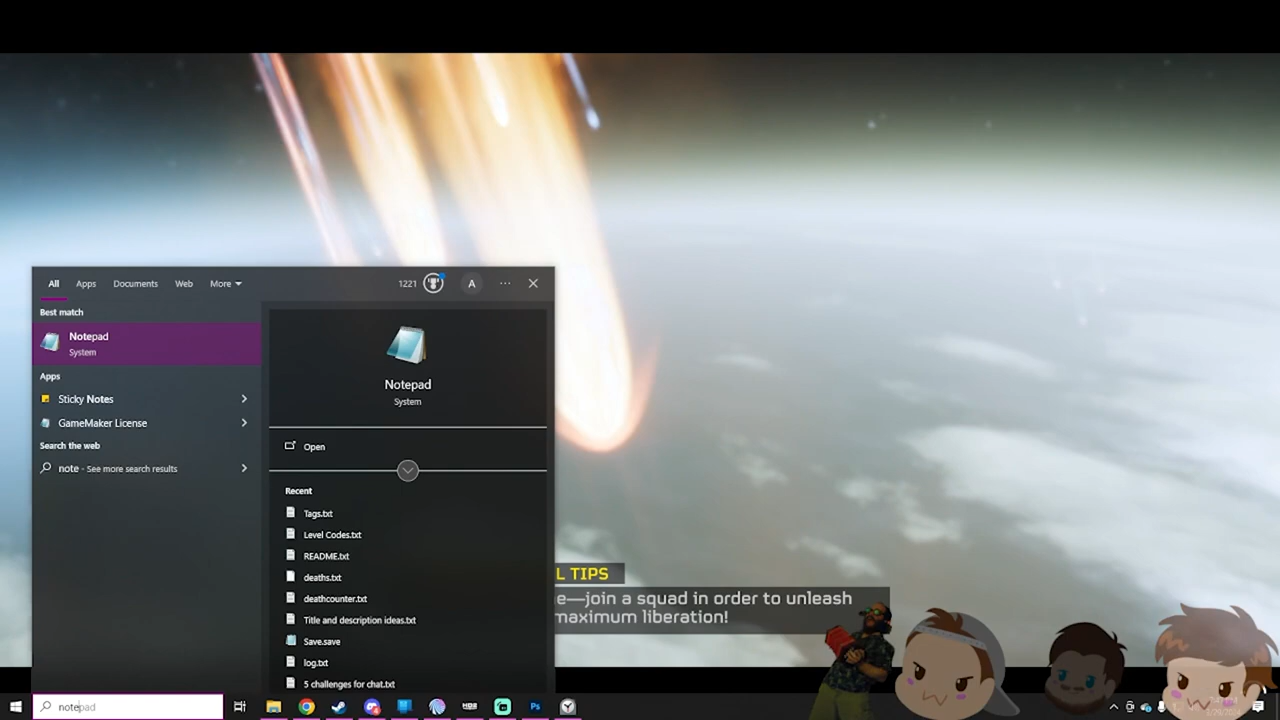 All Apps Documents Web More 1221 A ...
Best match
Notepad
System
Apps
Sticky Notes
GameMaker License
Search the web
note - See more search results
Notepad
System
Open
Recent
Tags.txt
Level Codes.txt
README.txt
deaths.txt
deathcounter.txt
Title and description ideas.txt
Save.save
log.txt
5 challenges for chat.txt
L TIPS
e—join a squad in order to unleash
maximum liberation!
notepad
Ps